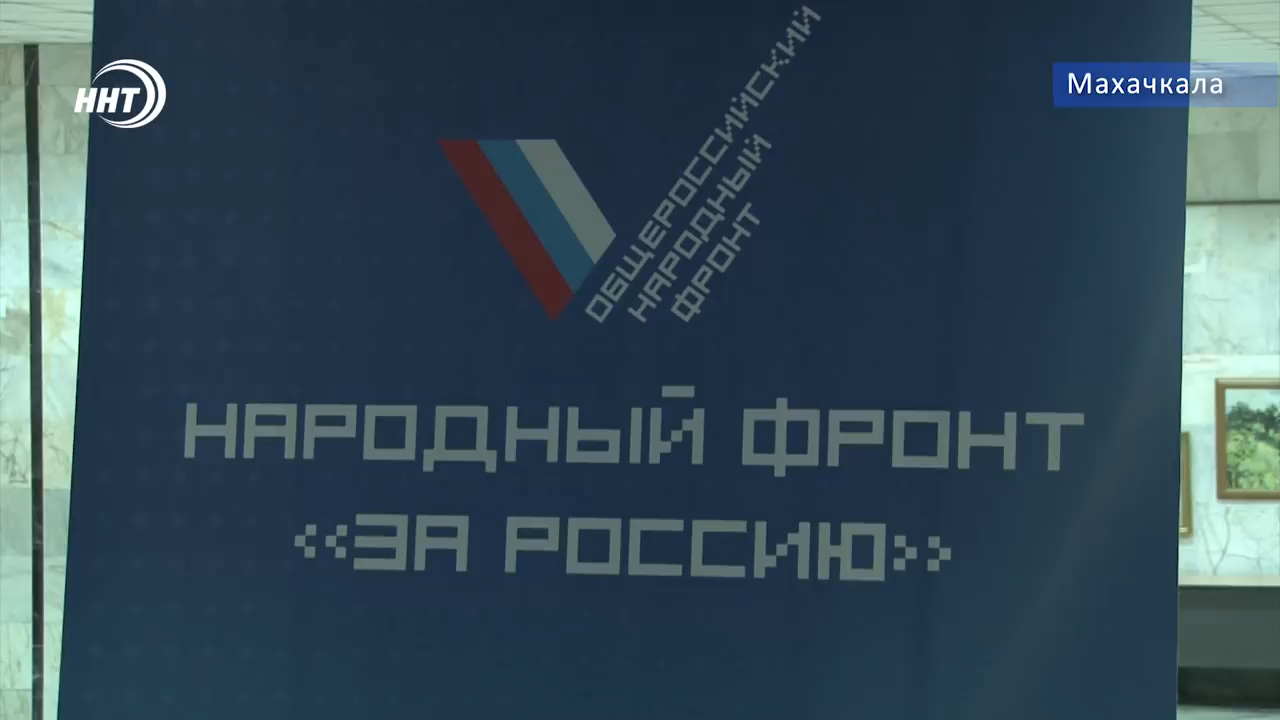 ННТ
Махачкала
ОБЩЕРОССИЙСКИЙ
НАРОДНЫЙ
ФРОНТ
НАРОДНЫЙ ФРОНТ
«ЗА РОССИЮ»